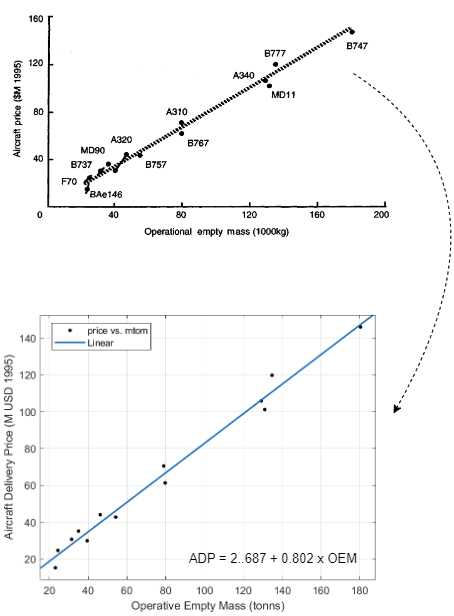 160
Aircraft price ($M 1995)
120
80
40
0
B777
B747
A340
MD11
A310
A320
B767
MD90
B737
B757
F70
BAe146
0 40 80 120 160 200
Operational empty mass (1000kg)
price vs. mtom
Linear
Aircraft Delivery Price (M USD 1995)
140
120
100
80
60
40
20
ADP = 2..687 + 0.802 x OEM
20 40 60 80 100 120 140 160 180
Operative Empty Mass (tonns)